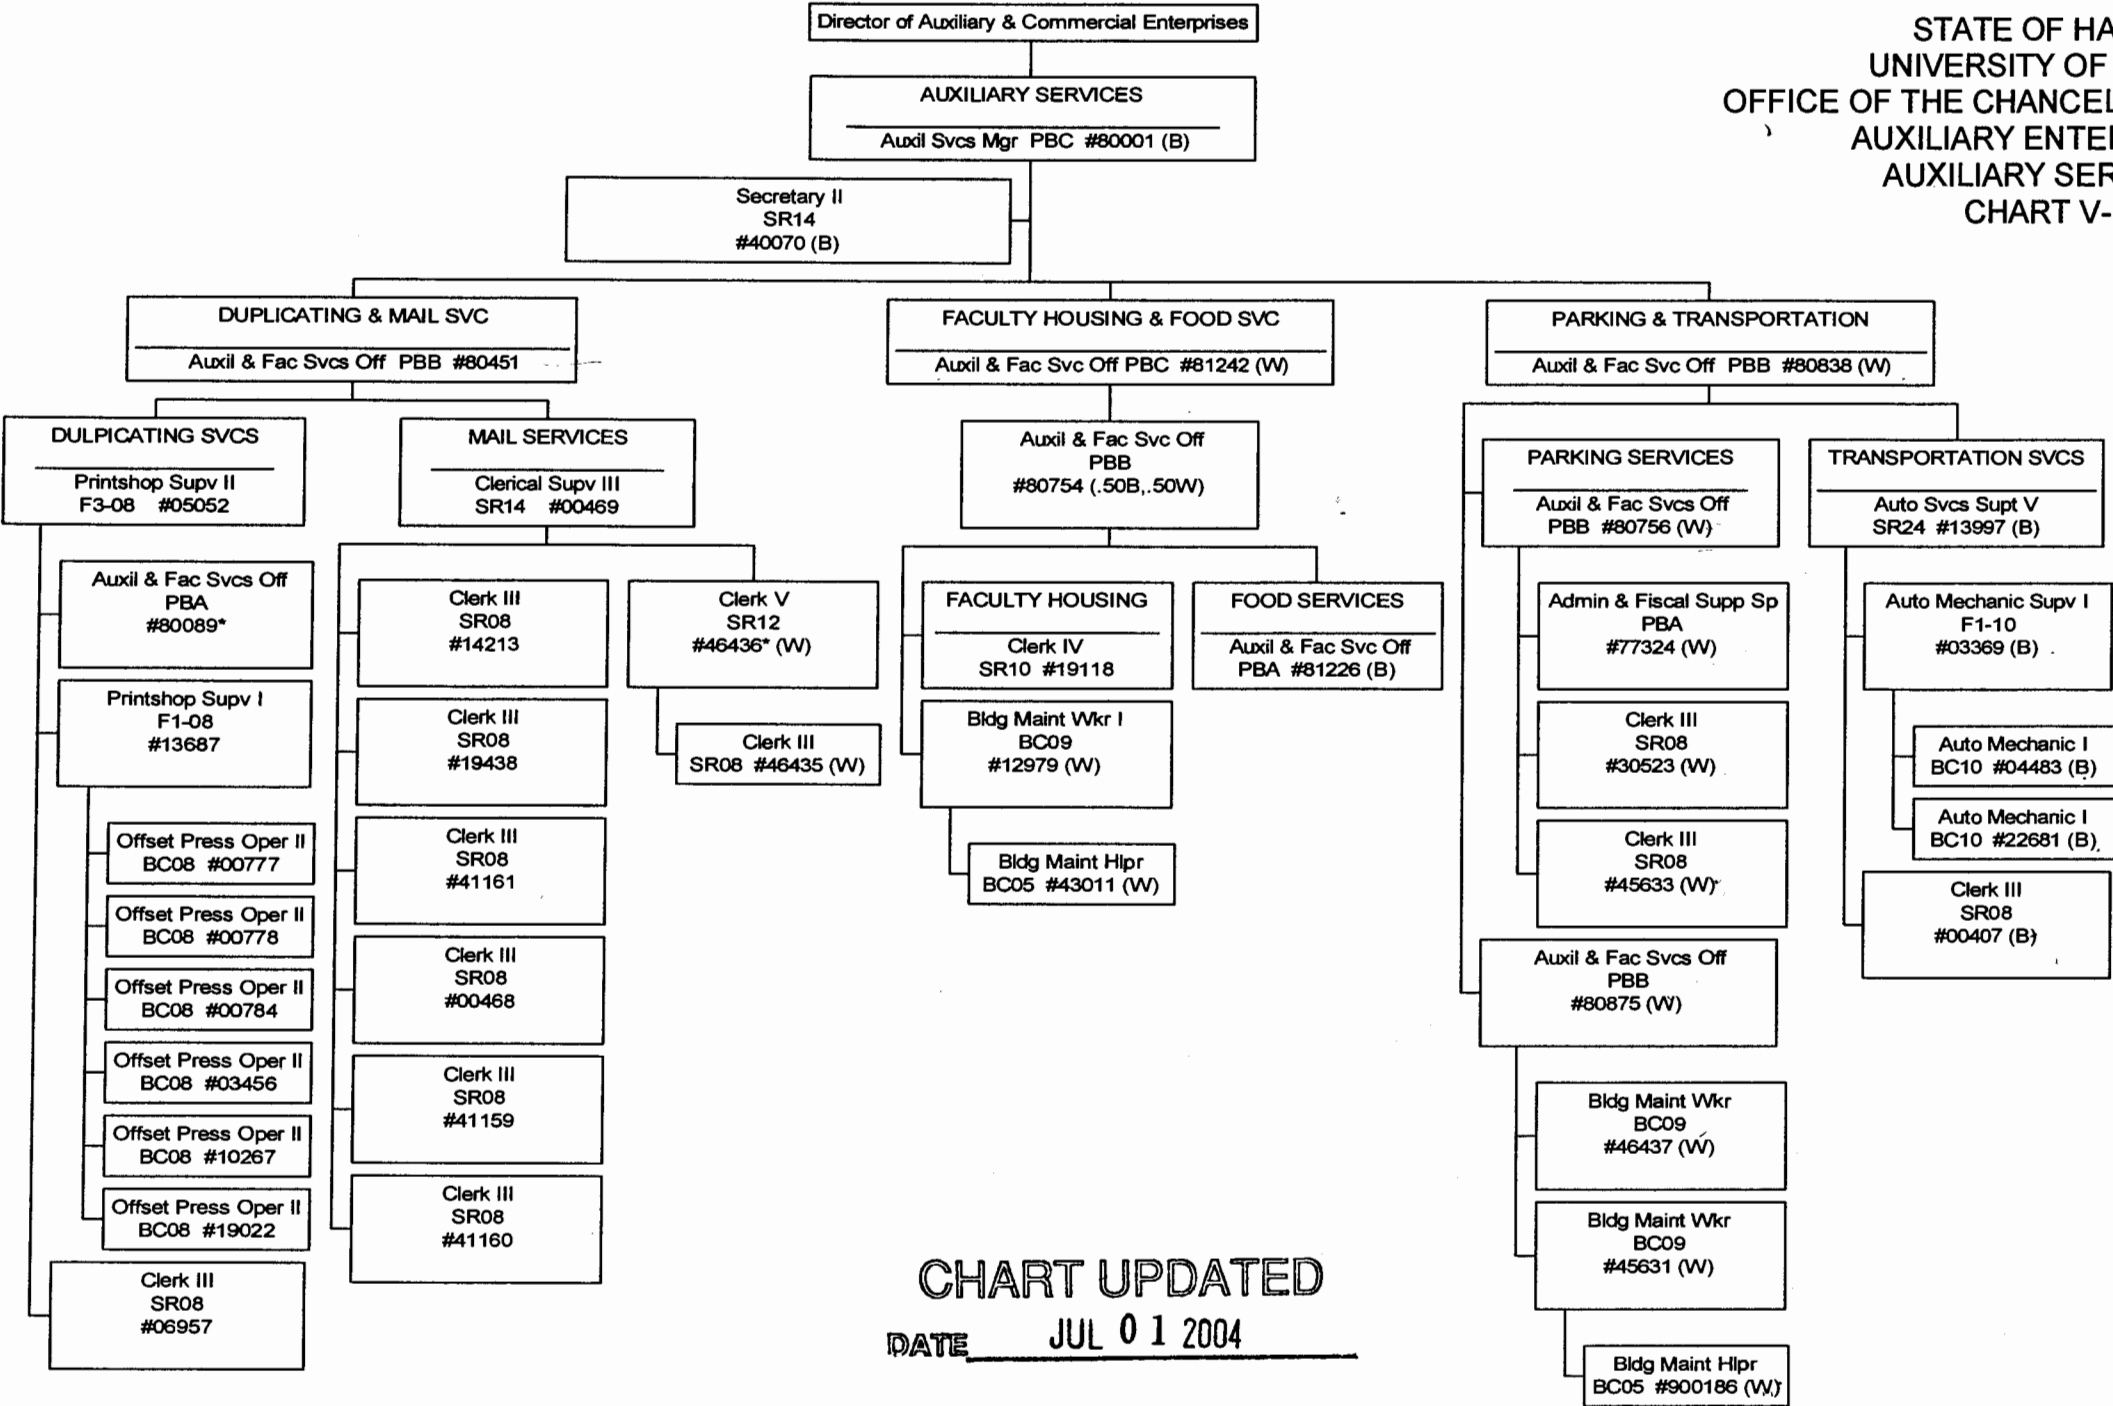 Director of Auxiliary & Commercial Enterprises
STATE OF HA
UNIVERSITY OF
OFFICE OF THE CHANCEL
AUXILIARY ENTE
AUXILIARY SER
CHART V-
AUXILIARY SERVICES
Auxil Svcs Mgr PBC #80001 (B)
Secretary II
SR14
#40070 (B)
DUPLICATING & MAIL SVC
Auxil & Fac Svcs Off PBB #80451
DULPICATING SVCS
Printshop Supv II
F3-08 #05052
Auxil & Fac Svcs Off
PBA
#80089*
Printshop Supv I
F1-08
#13687
Offset Press Oper II
BC08 #00777
Offset Press Oper II
BC08 #00778
Offset Press Oper II
BC08 #00784
Offset Press Oper II
BC08 #03456
Offset Press Oper II
BC08 #10267
Offset Press Oper II
BC08 #19022
Clerk III
SR08
#06957
MAIL SERVICES
Clerical Supv III
SR14 #00469
Clerk III
SR08
#14213
Clerk III
SR08
#19438
Clerk III
SR08
#41161
Clerk III
SR08
#00468
Clerk III
SR08
#41159
Clerk III
SR08
#41160
Clerk V
SR12
#46436* (W)
Clerk III
SR08 #46435 (W)
FACULTY HOUSING & FOOD SVC
Auxil & Fac Svc Off PBC #81242 (W)
Auxil & Fac Svc Off
PBB
#80754 (.50B,.50W)
FACULTY HOUSING
Clerk IV
SR10 #19118
Bldg Maint Wkr I
BC09
#12979 (W)
Bldg Maint Hlpr
BC05 #43011 (W)
FOOD SERVICES
Auxil & Fac Svc Off
PBA #81226 (B)
PARKING & TRANSPORTATION
Auxil & Fac Svc Off PBB #80838 (W)
PARKING SERVICES
Auxil & Fac Svcs Off
PBB #80756 (W)
Admin & Fiscal Supp Sp
PBA
#77324 (W)
Clerk III
SR08
#30523 (W)
Clerk III
SR08
#45633 (W)
Auxil & Fac Svcs Off
PBB
#80875 (W)
Bldg Maint Wkr
BC09
#46437 (W)
Bldg Maint Wkr
BC09
#45631 (W)
Bldg Maint Hlpr
BC05 #900186 (W)
TRANSPORTATION SVCS
Auto Svcs Supt V
SR24 #13997 (B)
Auto Mechanic Supv I
F1-10
#03369 (B)
Auto Mechanic I
BC10 #04483 (B)
Auto Mechanic I
BC10 #22681 (B)
Clerk III
SR08
#00407 (B)
CHART UPDATED
DATE JUL 01 2004